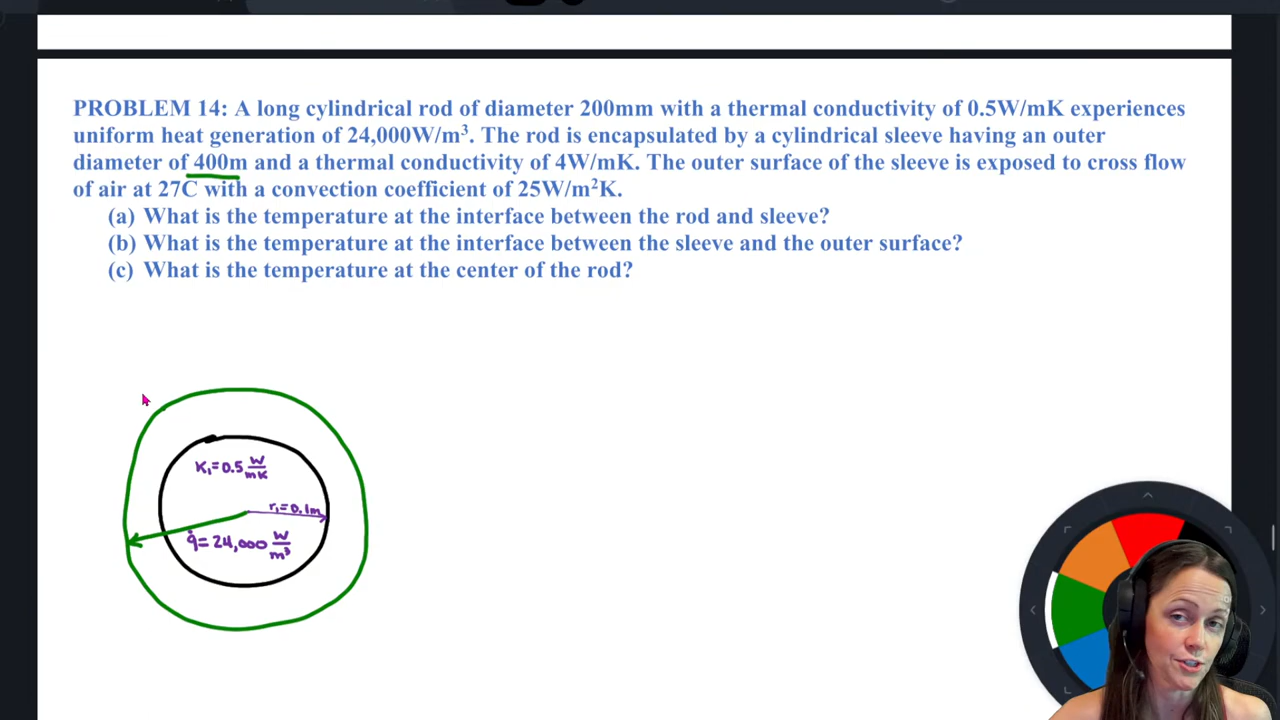 PROBLEM 14: A long cylindrical rod of diameter 200mm with a thermal conductivity of 0.5W/mK experiences
uniform heat generation of 24,000W/m³. The rod is encapsulated by a cylindrical sleeve having an outer
diameter of 400m and a thermal conductivity of 4W/mK. The outer surface of the sleeve is exposed to cross flow
of air at 27C with a convection coefficient of 25W/m²K.
(a) What is the temperature at the interface between the rod and sleeve?
(b) What is the temperature at the interface between the sleeve and the outer surface?
(c) What is the temperature at the center of the rod?
K₁=0.5 W/mK
r₁=0.1m
q̇=24,000 W/m³